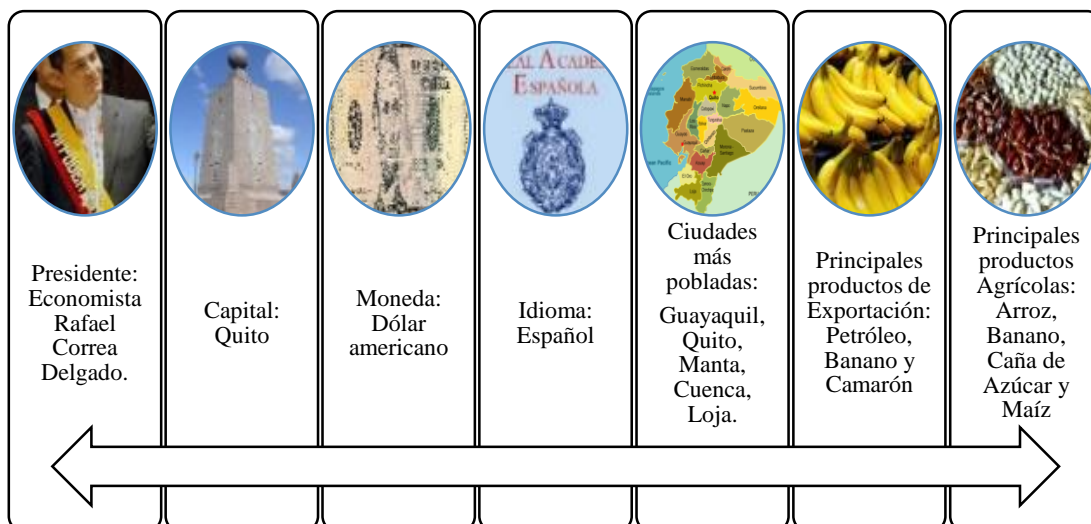 Presidente:
Economista
Rafael
Correa
Delgado.
Capital:
Quito
Moneda:
Dólar
americano
ESPAÑOLA
Idioma:
Español
Ciudades
más
pobladas:
Guayaquil,
Quito,
Manta,
Cuenca,
Loja.
Principales
productos de
Exportación:
Petróleo,
Banano y
Camarón
Principales
productos
Agrícolas:
Arroz,
Banano,
Caña de
Azúcar y
Maíz